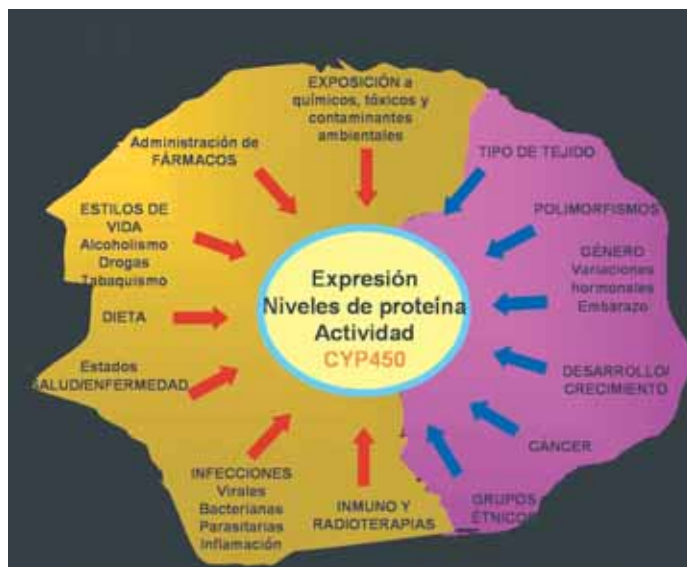 EXPOSICIÓN a
químicos, tóxicos y
contaminantes
ambientales
Administración de
FÁRMACOS
ESTILOS DE
VIDA
Alcoholismo
Drogas
Tabaquismo
DIETA
Estados
SALUD/ENFERMEDAD
INFECCIONES
Virales
Bacterianas
Parasitarias
Inflamación
INMUNO Y
RADIOTERAPIAS
Expresión
Niveles de proteína
Actividad
CYP450
TIPO DE TEJIDO
POLIMORFISMOS
GÉNERO
Variaciones
hormonales
Embarazo
DESARROLLO/
CRECIMIENTO
CÁNCER
GRUPOS
ÉTNICOS